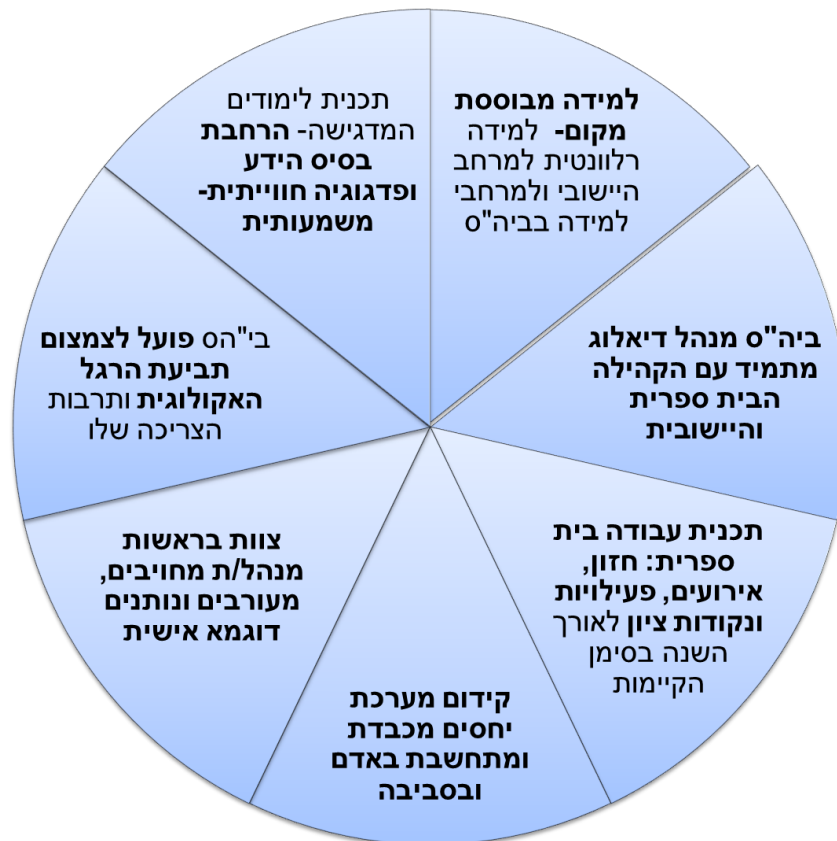 למידה מבוססת
מקום- למידה
רלוונטית למרחב
היישובי ולמרחבי
למידה בביה"ס
ביה"ס מנהל דיאלוג
מתמיד עם הקהילה
הבית ספרית
והיישובית
תכנית עבודה בית
ספרית: חזון,
אירועים, פעילויות
ונקודות ציון לאורך
השנה בסימן
הקיימות
קידום מערכת
יחסים מכבדת
ומתחשבת באדם
ובסביבה
צוות בראשות
מנהל/ת מחויבים,
מעורבים ונותנים
דוגמא אישית
בי"הס פועל לצמצום
תביעת הרגל
האקולוגית ותרבות
הצריכה שלו
תכנית לימודים
המדגישה- הרחבת
בסיס הידע
ופדגוגיה חווייתית-
משמעותית